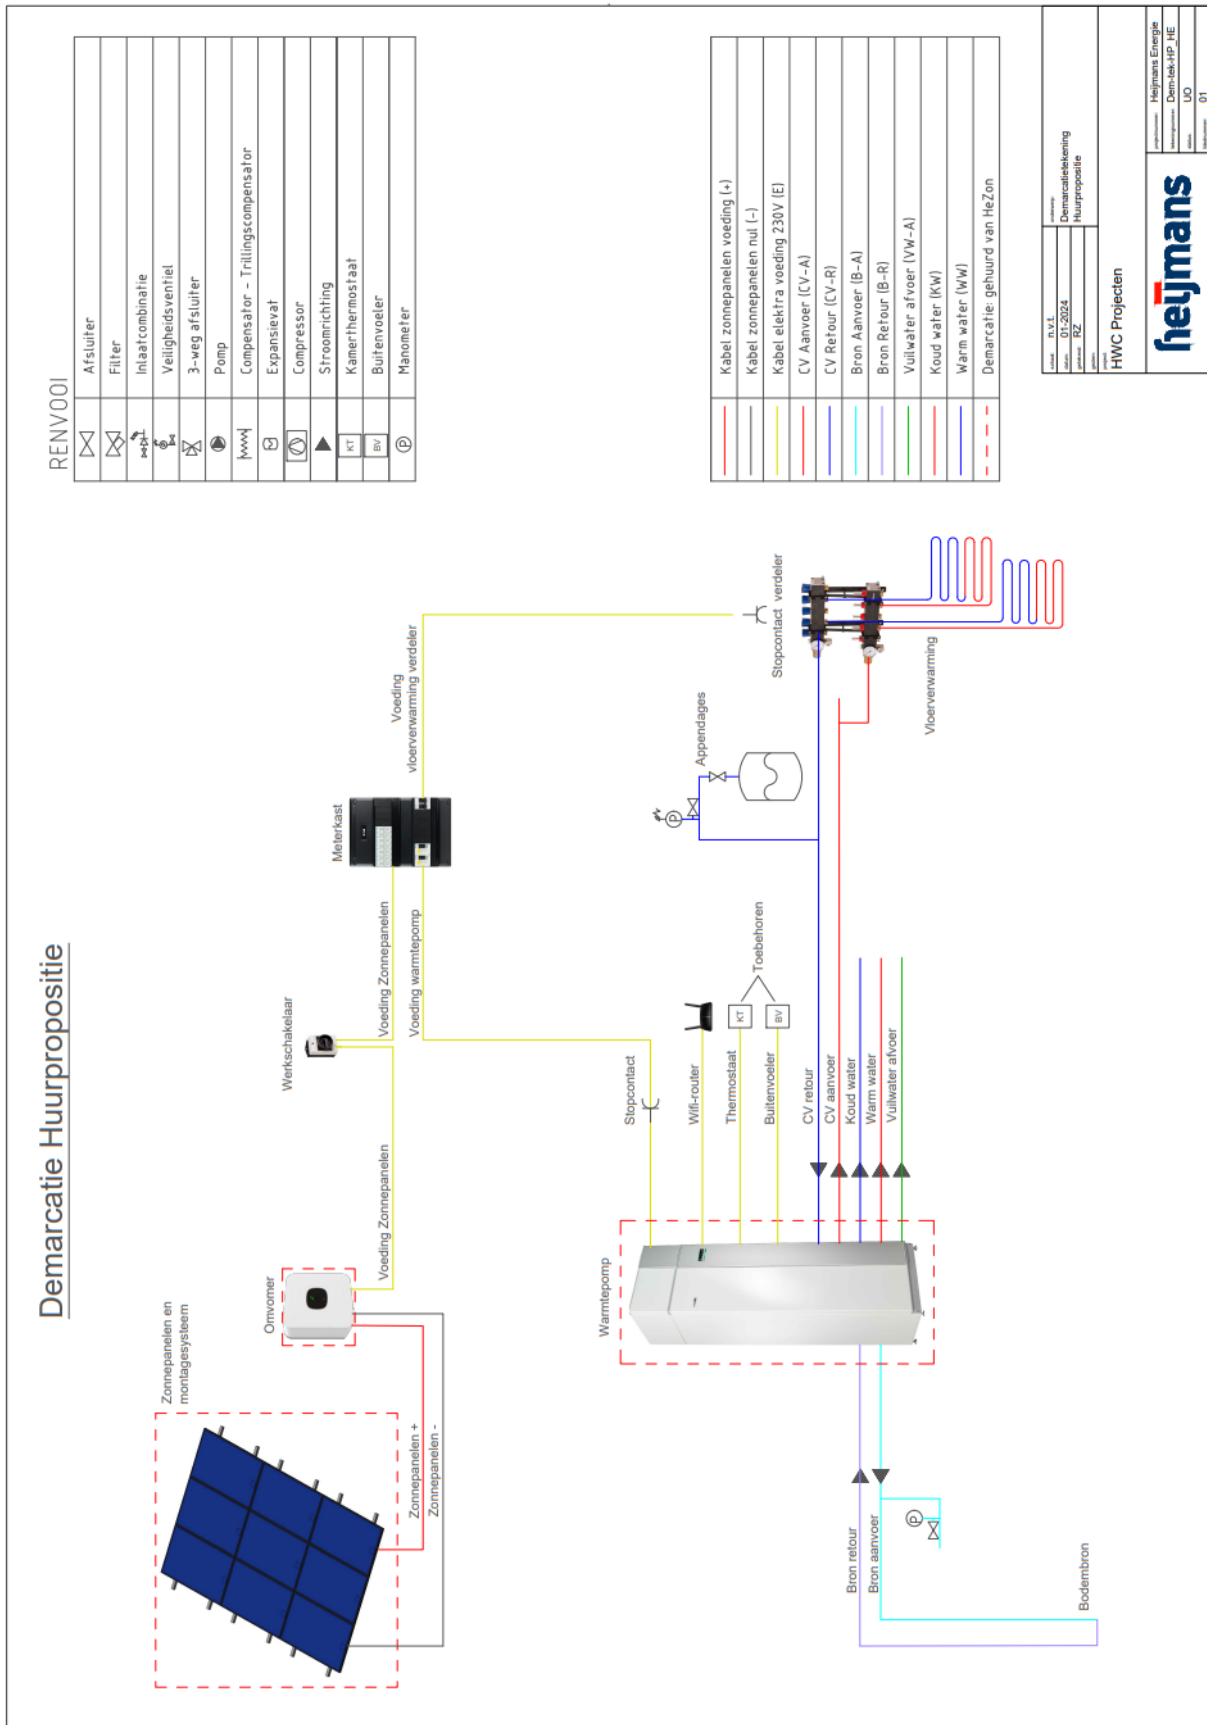 Demarcatie Huurpropositie
RENV001
Afsluiter
Filter
Inlaatcombinatie
Veiligheidsventiel
3-weg afsluiter
Pomp
Compensator - Trillingscompensator
Expansievat
Compressor
Stroomrichting
KT
Kamerthermostaat
BV
Buitenvoeler
P
Manometer
Zonnepanelen en
montagesysteem
Zonnepanelen +
Zonnepanelen -
Omvomer
Voeding Zonnepanelen
Werkschakelaar
Voeding Zonnepanelen
Voeding warmtepomp
Meterkast
Voeding
vloerverwarming verdeler
Stopcontact verdeler
Stopcontact
Wifi-router
Thermostaat
KT
Buitenvoeler
BV
Toebehoren
Appendages
P
CV retour
CV aanvoer
Koud water
Warm water
Vuilwater afvoer
Warmtepomp
Vloerverwarming
Bron retour
Bron aanvoer
P
Bodembron
Kabel zonnepanelen voeding (+)
Kabel zonnepanelen nul (-)
Kabel elektra voeding 230V (E)
CV Aanvoer (CV-A)
CV Retour (CV-R)
Bron Aanvoer (B-A)
Bron Retour (B-R)
Vuilwater afvoer (VW-A)
Koud water (KW)
Warm water (WW)
Demarcatie: gehuurd van HeZon
n.v.t.
01-2024
RZ
Demarcatietekening
Huurpropositie
HWC Projecten
heijmans
Heijmans Energie
Dem-tek-HP_HE
UO
01